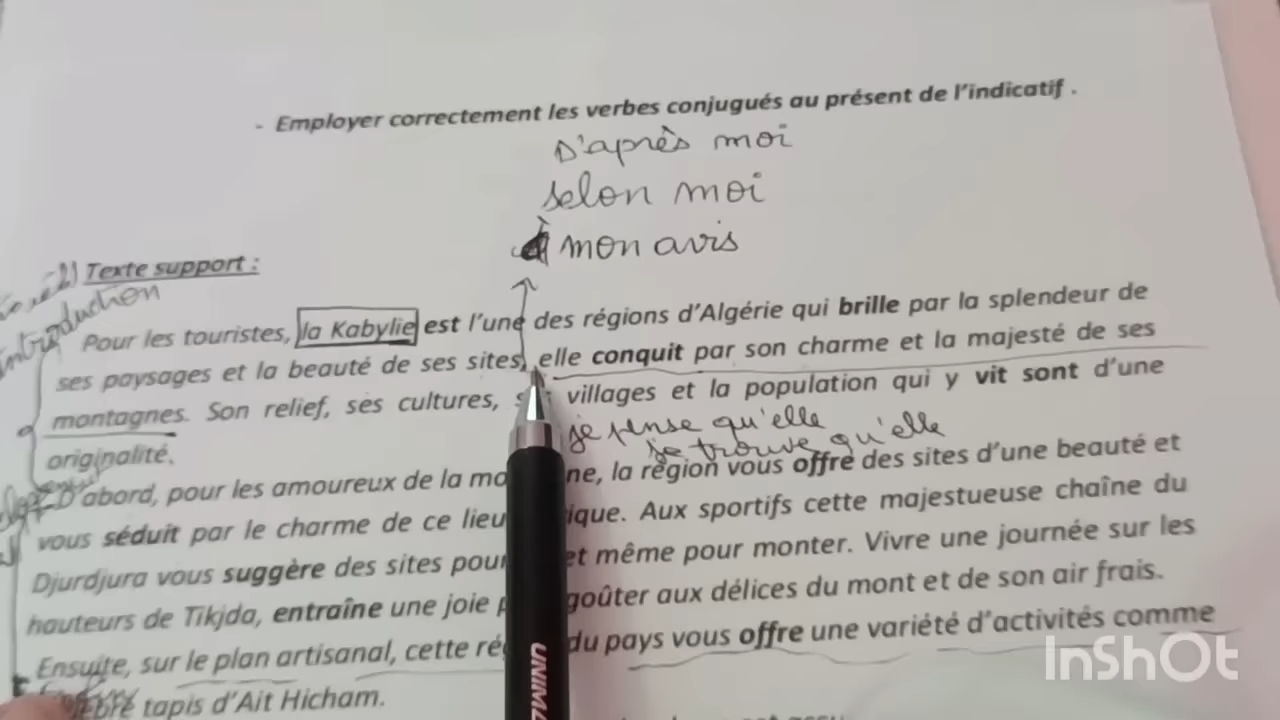 - Employer correctement les verbes conjugués au présent de l'indicatif .
D'après moi
selon moi
à mon avis
Texte support :
introduction
Pour les touristes, la Kabylie est l'une des régions d'Algérie qui brille par la splendeur de
ses paysages et la beauté de ses sites, elle conquit par son charme et la majesté de ses
montagnes. Son relief, ses cultures, villages et la population qui y vit sont d'une
je pense qu'elle
je trouve qu'elle
originalité.
D'abord, pour les amoureux de la mo ne, la région vous offre des sites d'une beauté et
vous séduit par le charme de ce lieu ique. Aux sportifs cette majestueuse chaîne du
Djurdjura vous suggère des sites pour et même pour monter. Vivre une journée sur les
hauteurs de Tikjda, entraîne une joie p goûter aux délices du mont et de son air frais.
Ensuite, sur le plan artisanal, cette ré du pays vous offre une variété d'activités comme
tapis d'Ait Hicham.
UNIMA
InShOt